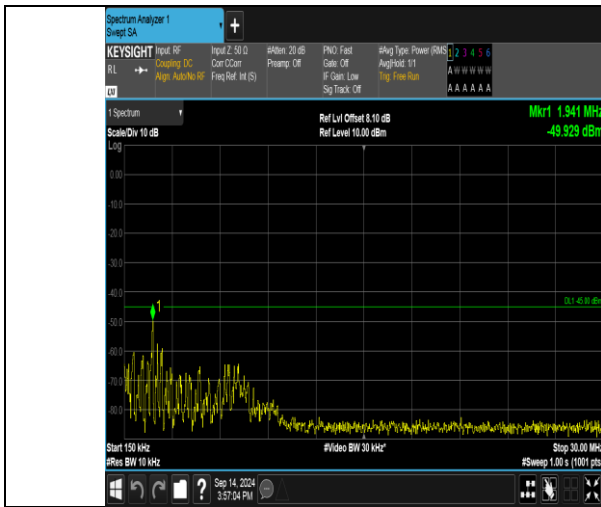 Spectrum Analyzer 1
Swept SA
+
KEYSIGHT Input: RF Input Z: 50 Ω #Atten: 20 dB PNO: Fast #Avg Type: Power (RMS 1 2 3 4 5 6
RL Coupling: DC Corr CCorr Preamp: Off Gate: Off Avg|Hold: 1/1 A W W W W W
Align: Auto/No RF Freq Ref: Int (S) IF Gain: Low Trig: Free Run
LXI Sig Track: Off A A A A A A
1 Spectrum Ref Lvl Offset 8.10 dB Mkr1 1.941 MHz
Scale/Div 10 dB Ref Level 10.00 dBm -49.929 dBm
Log
0.00
-10.0
-20.0
-30.0
-40.0
DL1 -45.00 dBm
1
-50.0
-60.0
-70.0
-80.0
Start 150 kHz #Video BW 30 kHz* Stop 30.00 MHz
#Res BW 10 kHz #Sweep 1.00 s (1001 pts
? Sep 14, 2024
3:57:04 PM